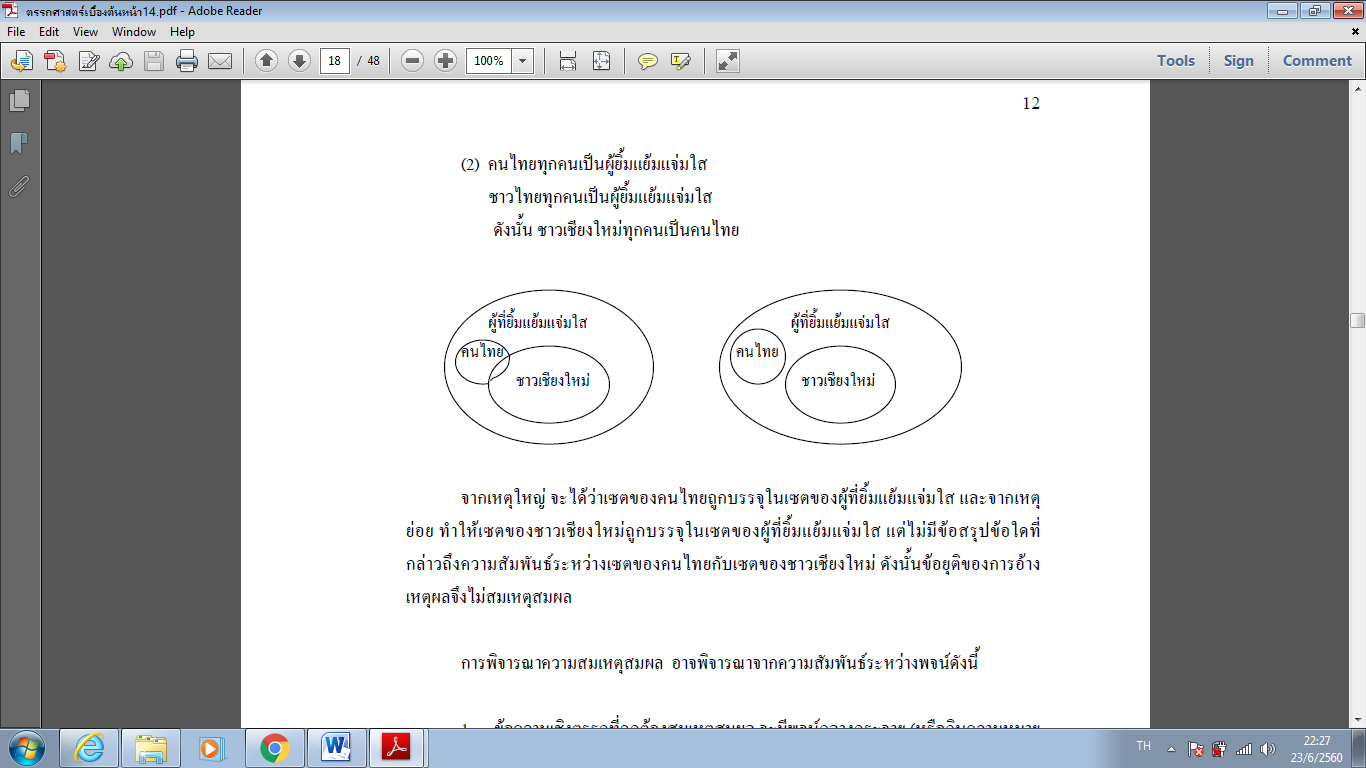 ตรรกศาสตร์เบื้องต้นหน้า14.pdf - Adobe Reader
File Edit View Window Help
18 / 48 100% Tools Sign Comment
12
(2) คนไทยทุกคนเป็นผู้ยิ้มแย้มแจ่มใส
ชาวไทยทุกคนเป็นผู้ยิ้มแย้มแจ่มใส
ดังนั้น ชาวเชียงใหม่ทุกคนเป็นคนไทย
ผู้ที่ยิ้มแย้มแจ่มใส
คนไทย
ชาวเชียงใหม่
ผู้ที่ยิ้มแย้มแจ่มใส
คนไทย
ชาวเชียงใหม่
จากเหตุใหญ่ จะได้ว่าเซตของคนไทยถูกบรรจุในเซตของผู้ที่ยิ้มแย้มแจ่มใส และจากเหตุ
ย่อย ทำให้เซตของชาวเชียงใหม่ถูกบรรจุในเซตของผู้ที่ยิ้มแย้มแจ่มใส แต่ไม่มีข้อสรุปข้อใดที่
กล่าวถึงความสัมพันธ์ระหว่างเซตของคนไทยกับเซตของชาวเชียงใหม่ ดังนั้นข้อยุติของการอ้าง
เหตุผลจึงไม่สมเหตุสมผล
การพิจารณาความสมเหตุสมผล อาจพิจารณาจากความสัมพันธ์ระหว่างพจน์ดังนี้
TH 22:27
23/6/2560